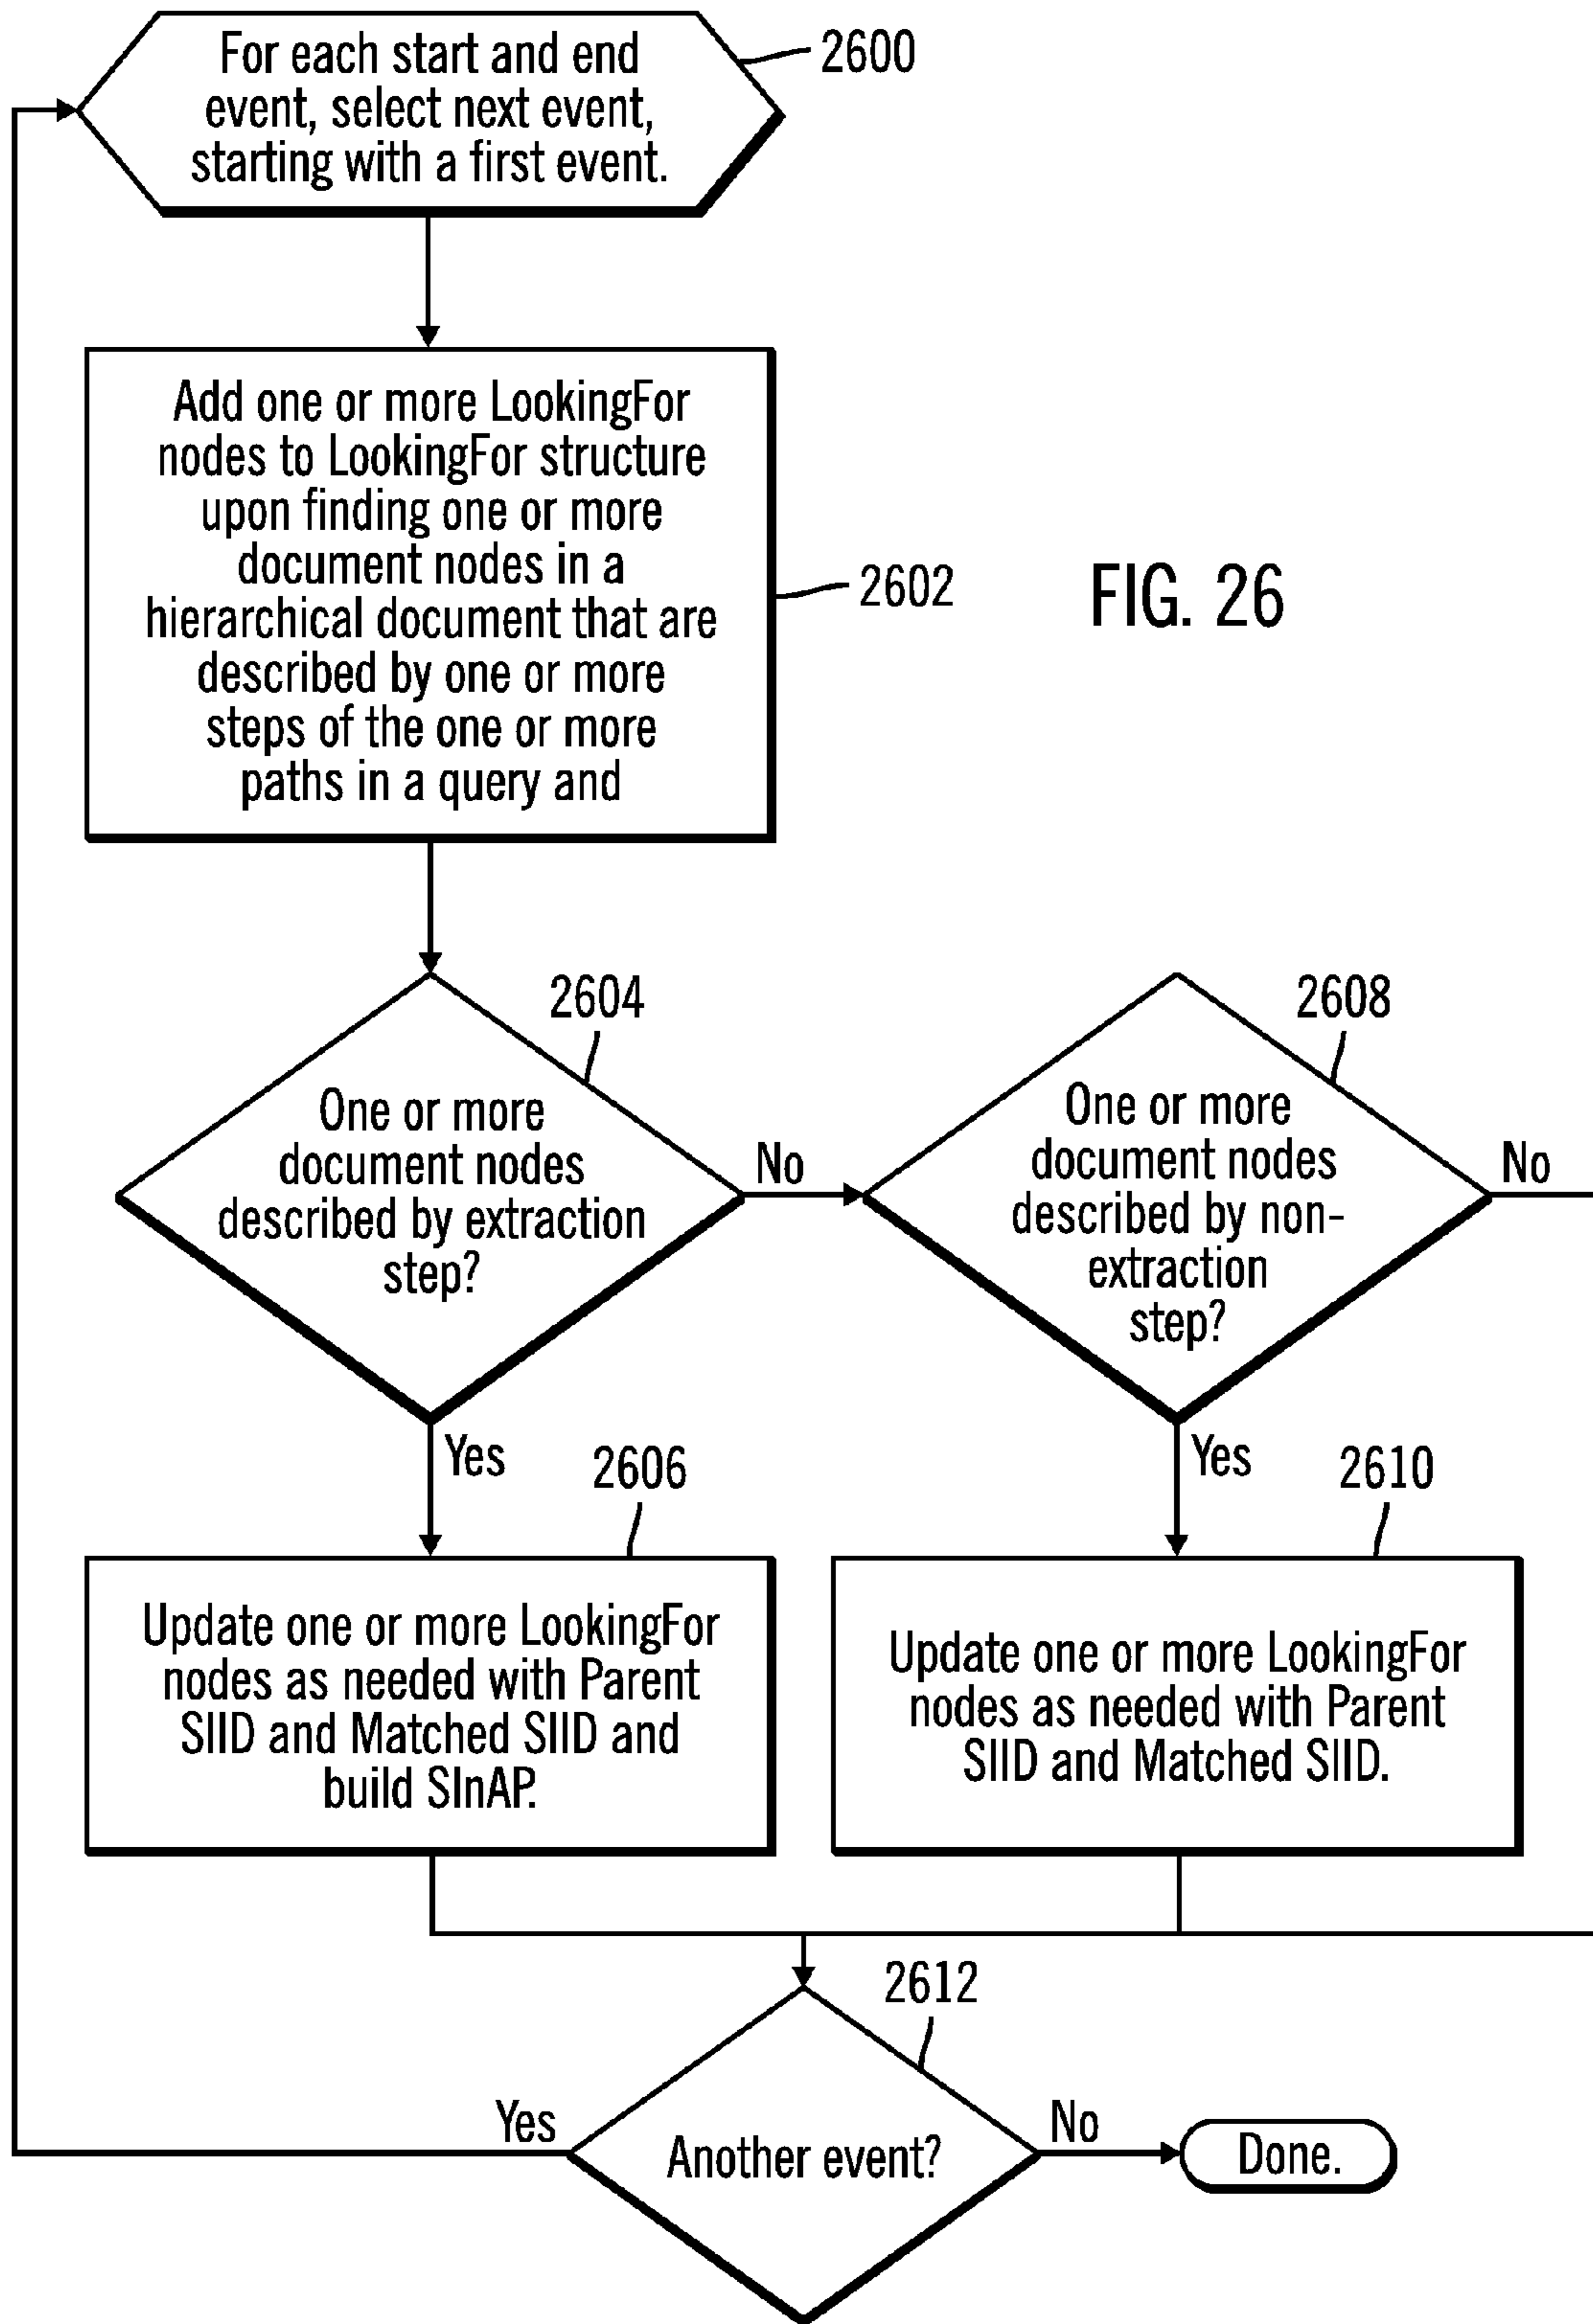 For each start and end
event, select next event,
starting with a first event.
2600
Add one or more LookingFor
nodes to LookingFor structure
upon finding one or more
document nodes in a
hierarchical document that are
described by one or more
steps of the one or more
paths in a query and
2602
FIG. 26
2604
One or more
document nodes
described by extraction
step?
No
Yes
2608
One or more
document nodes
described by non-
extraction
step?
No
Yes
2606
Update one or more LookingFor
nodes as needed with Parent
SIID and Matched SIID and
build SInAP.
2610
Update one or more LookingFor
nodes as needed with Parent
SIID and Matched SIID.
2612
Another event?
Yes
No
Done.